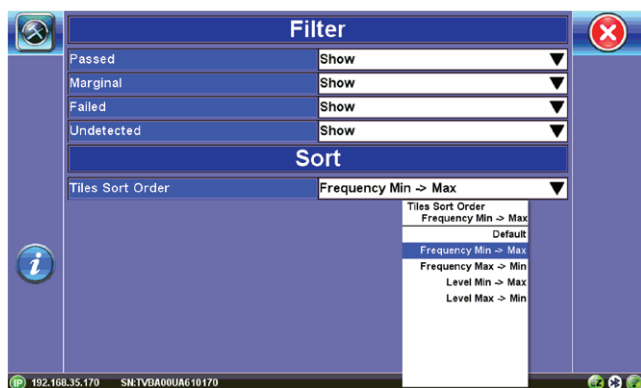 Filter
Passed Show
Marginal Show
Failed Show
Undetected Show
Sort
Tiles Sort Order Frequency Min -> Max
Tiles Sort Order
Frequency Min -> Max
Default
Frequency Min -> Max
Frequency Max -> Min
Level Min -> Max
Level Max -> Min
i
IP 192.168.35.170 SN:TVBA00UA610170